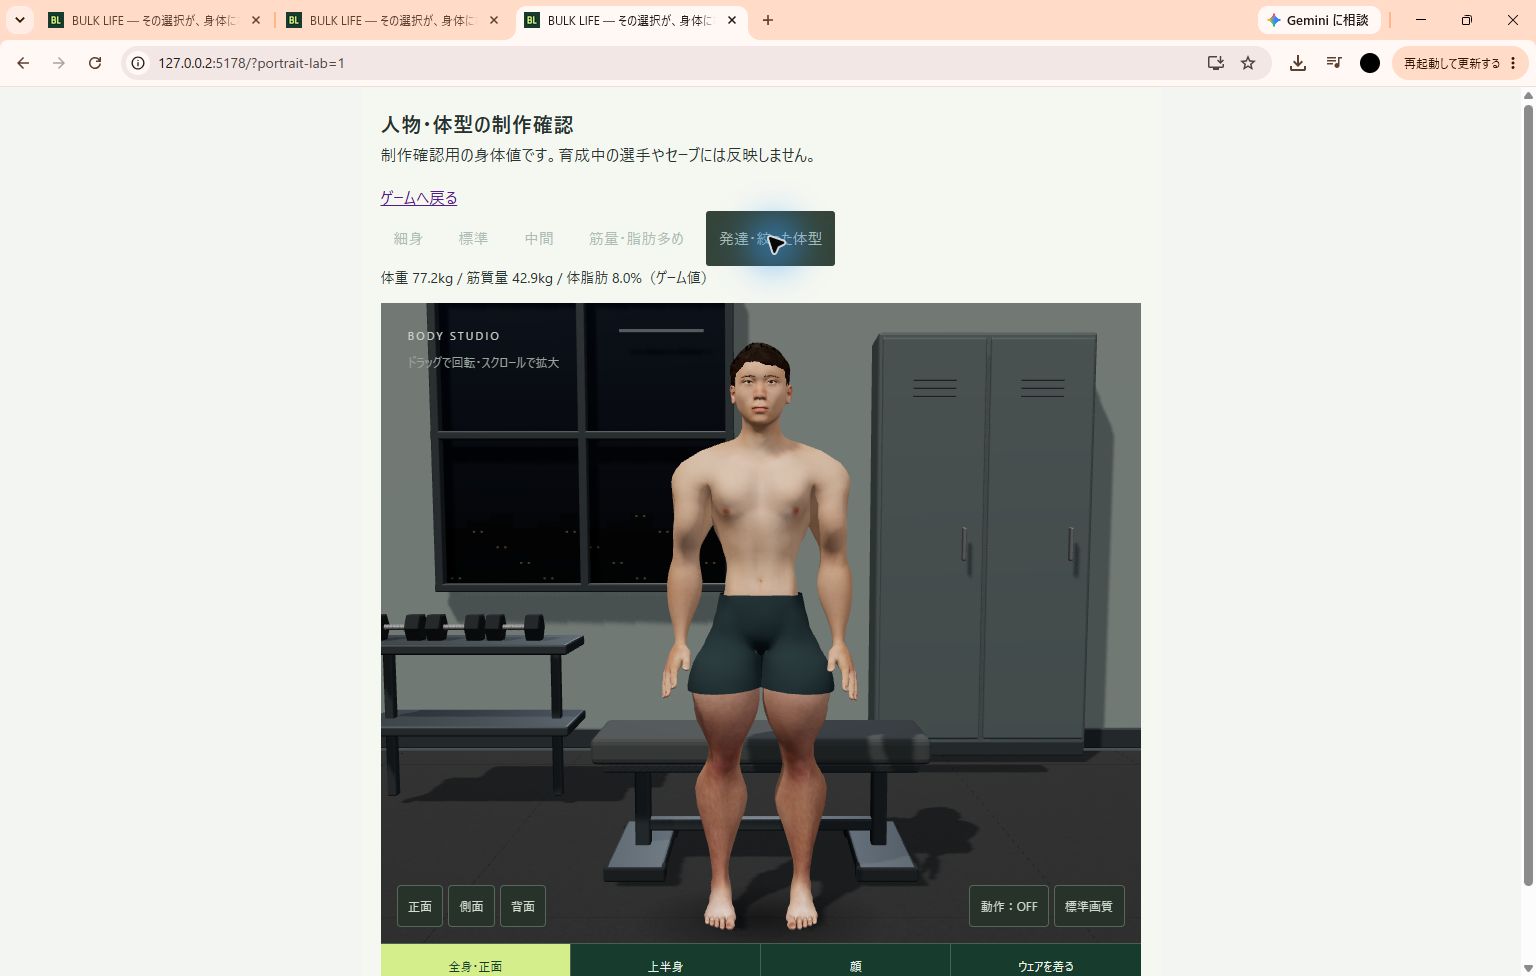 BL BULK LIFE — その選択が、身体に
BL BULK LIFE — その選択が、身体に
BL BULK LIFE — その選択が、身体に
Gemini に相談
127.0.0.2:5178/?portrait-lab=1
再起動して更新する
人物・体型の制作確認
制作確認用の身体値です。育成中の選手やセーブには反映しません。
ゲームへ戻る
細身 標準 中間 筋量・脂肪多め 発達・絞った体型
体重 77.2kg / 筋質量 42.9kg / 体脂肪 8.0%（ゲーム値）
BODY STUDIO
ドラッグで回転・スクロールで拡大
正面 側面 背面 動作：OFF 標準画質
全身・正面 上半身 顔 ウェアを着る